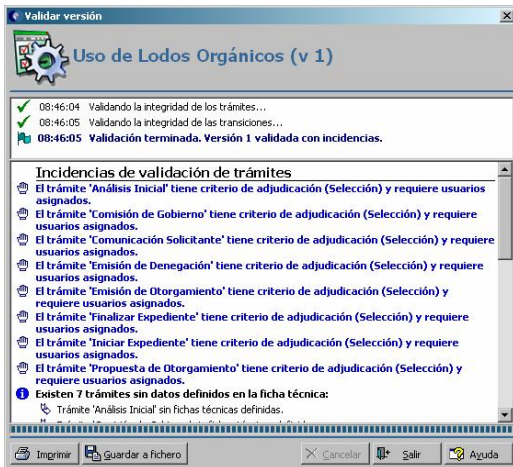 Validar versión
Uso de Lodos Orgánicos (v 1)
08:46:04 Validando la integridad de los trámites...
08:46:05 Validando la integridad de las transiciones...
08:46:05 Validación terminada. Versión 1 validada con incidencias.
Incidencias de validación de trámites
El trámite 'Análisis Inicial' tiene criterio de adjudicación (Selección) y requiere usuarios
asignados.
El trámite 'Comisión de Gobierno' tiene criterio de adjudicación (Selección) y requiere
usuarios asignados.
El trámite 'Comunicación Solicitante' tiene criterio de adjudicación (Selección) y requiere
usuarios asignados.
El trámite 'Emisión de Denegación' tiene criterio de adjudicación (Selección) y
requiere usuarios asignados.
El trámite 'Emisión de Otorgamiento' tiene criterio de adjudicación (Selección) y
requiere usuarios asignados.
El trámite 'Finalizar Expediente' tiene criterio de adjudicación (Selección) y requiere
usuarios asignados.
El trámite 'Iniciar Expediente' tiene criterio de adjudicación (Selección) y requiere
usuarios asignados.
El trámite 'Propuesta de Otorgamiento' tiene criterio de adjudicación (Selección) y
requiere usuarios asignados.
Existen 7 trámites sin datos definidos en la ficha técnica:
Trámite 'Análisis Inicial' sin fichas técnicas definidas.
Imprimir Guardar a fichero Cancelar Salir Ayuda